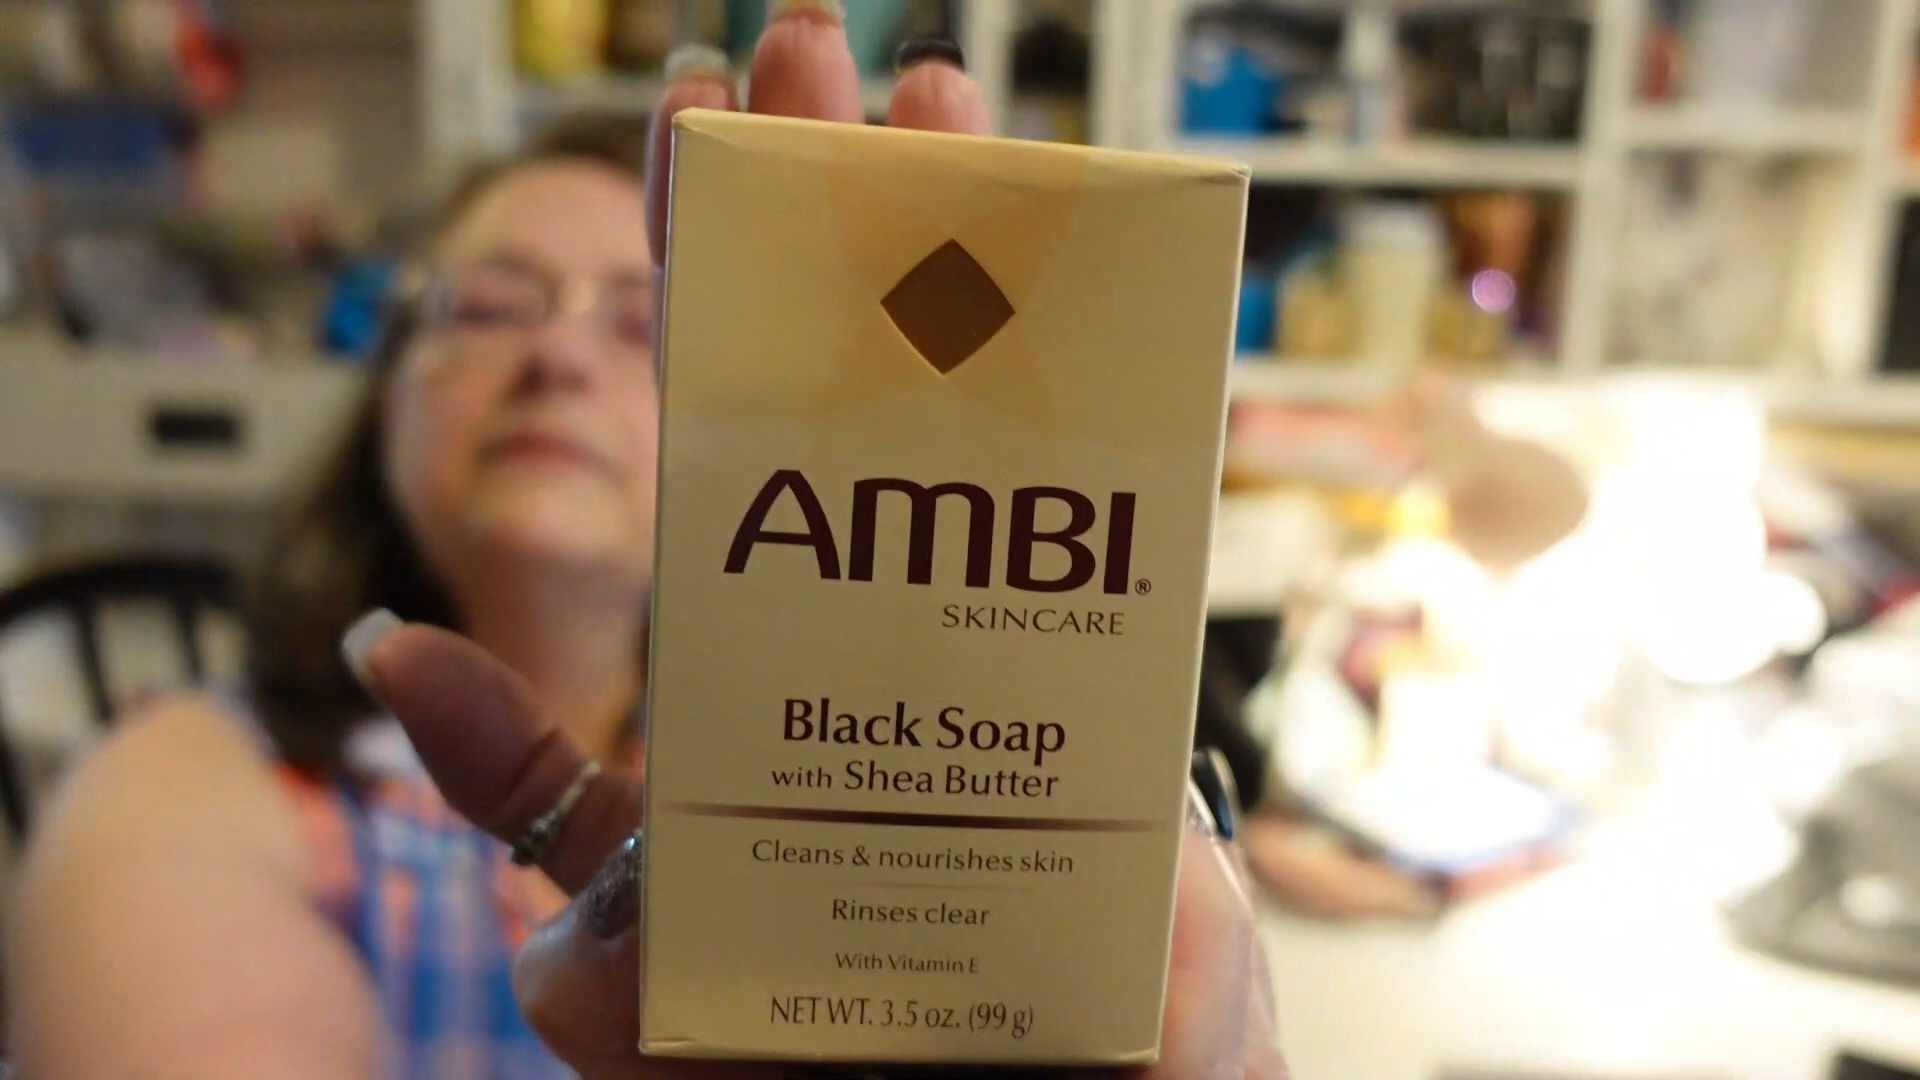 AMBI®
SKINCARE
Black Soap
with Shea Butter
Cleans & nourishes skin
Rinses clear
With Vitamin E
NET WT. 3.5 oz. (99 g)